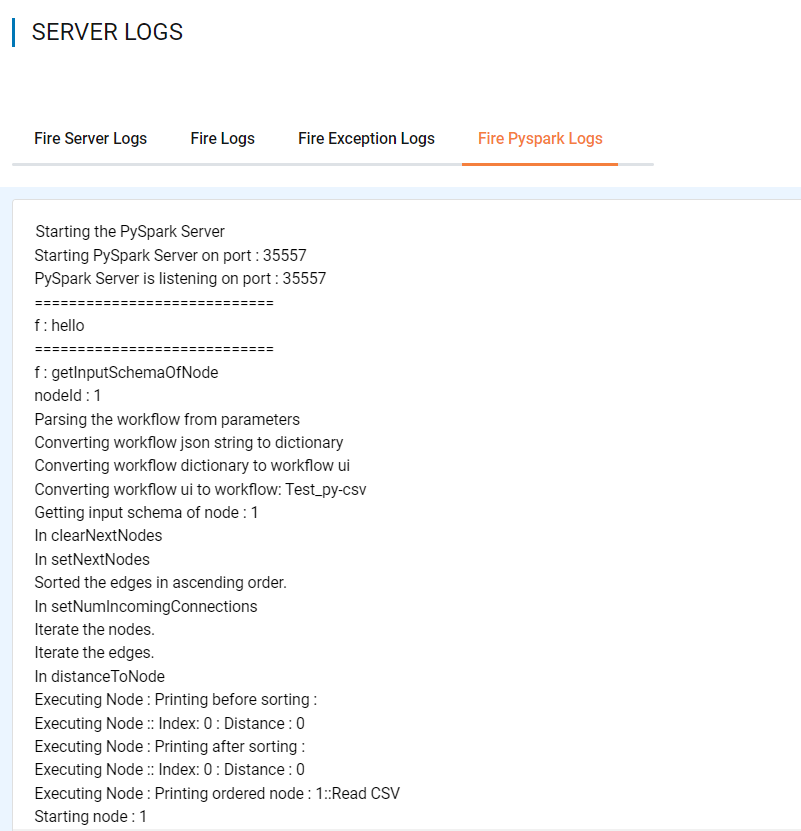 SERVER LOGS
Fire Server Logs Fire Logs Fire Exception Logs Fire Pyspark Logs
Starting the PySpark Server
Starting PySpark Server on port : 35557
PySpark Server is listening on port : 35557
============================
f : hello
============================
f : getInputSchemaOfNode
nodeId : 1
Parsing the workflow from parameters
Converting workflow json string to dictionary
Converting workflow dictionary to workflow ui
Converting workflow ui to workflow: Test_py-csv
Getting input schema of node : 1
In clearNextNodes
In setNextNodes
Sorted the edges in ascending order.
In setNumIncomingConnections
Iterate the nodes.
Iterate the edges.
In distanceToNode
Executing Node : Printing before sorting :
Executing Node :: Index: 0 : Distance : 0
Executing Node : Printing after sorting :
Executing Node :: Index: 0 : Distance : 0
Executing Node : Printing ordered node : 1::Read CSV
Starting node : 1